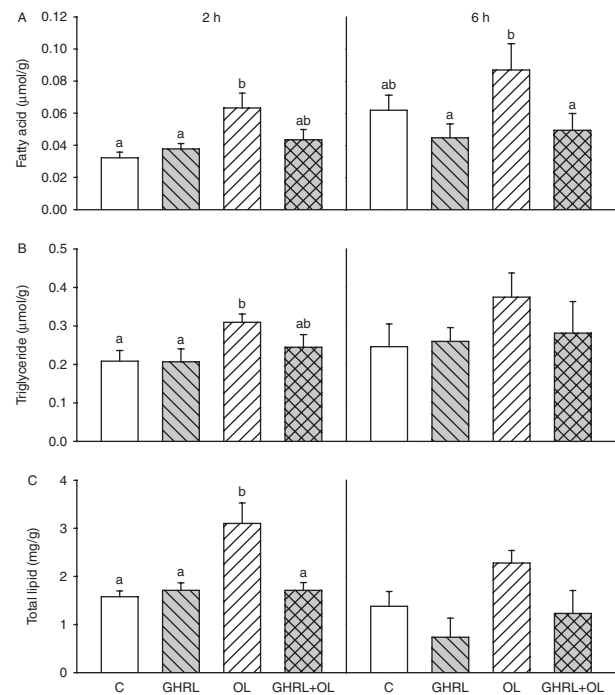 A
2 h
6 h
0.12
0.10
0.08
0.06
0.04
0.02
0.00
Fatty acid (µmol/g)
a
a
b
ab
ab
a
b
a
B
0.5
0.4
0.3
0.2
0.1
0.0
Triglyceride (µmol/g)
a
a
b
ab
C
4
3
2
1
0
Total lipid (mg/g)
a
a
b
a
C GHRL OL GHRL+OL C GHRL OL GHRL+OL